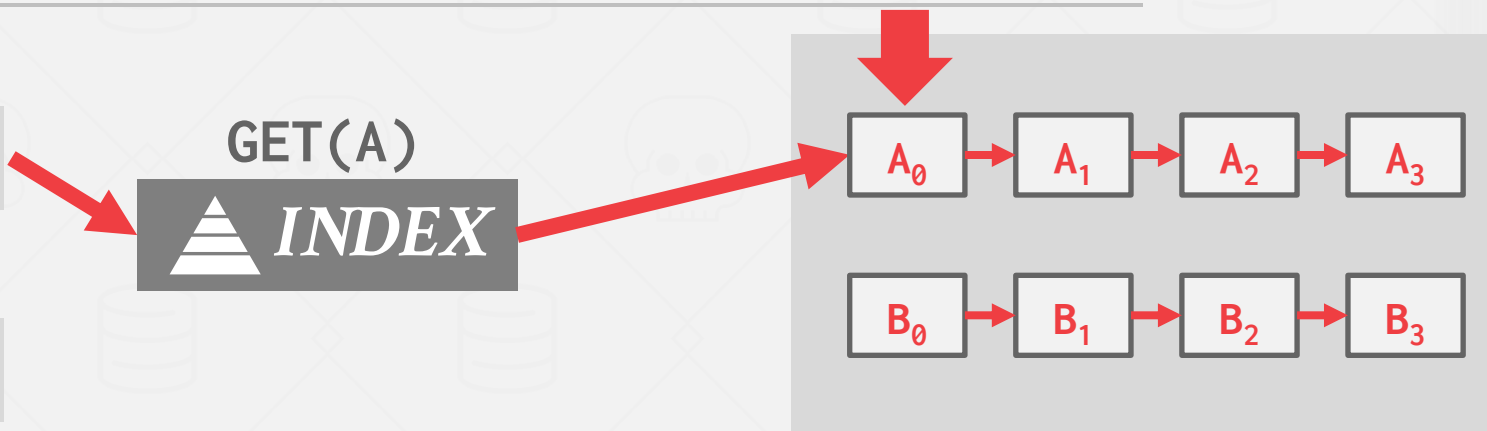 GET(A)
INDEX
A₀ A₁ A₂ A₃
B₀ B₁ B₂ B₃